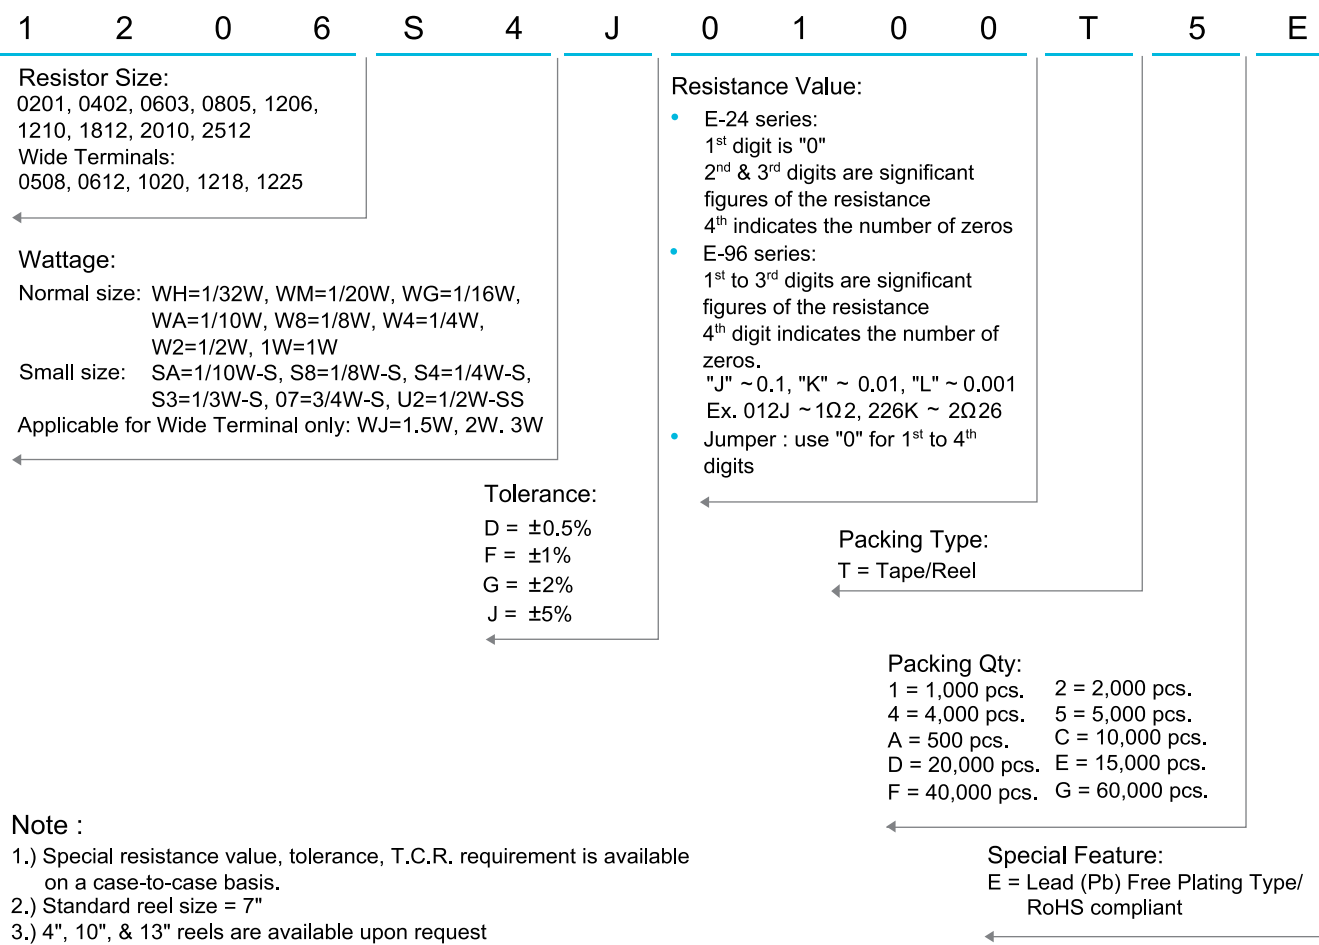 1 2 0 6 S 4 J 0 1 0 0 T 5 E
Resistor Size:
0201, 0402, 0603, 0805, 1206,
1210, 1812, 2010, 2512
Wide Terminals:
0508, 0612, 1020, 1218, 1225
Wattage:
Normal size: WH=1/32W, WM=1/20W, WG=1/16W,
WA=1/10W, W8=1/8W, W4=1/4W,
W2=1/2W, 1W=1W
Small size: SA=1/10W-S, S8=1/8W-S, S4=1/4W-S,
S3=1/3W-S, 07=3/4W-S, U2=1/2W-SS
Applicable for Wide Terminal only: WJ=1.5W, 2W. 3W
Tolerance:
D = ±0.5%
F = ±1%
G = ±2%
J = ±5%
Resistance Value:
• E-24 series:
1st digit is "0"
2nd & 3rd digits are significant
figures of the resistance
4th indicates the number of zeros
• E-96 series:
1st to 3rd digits are significant
figures of the resistance
4th digit indicates the number of
zeros.
"J" ~ 0.1, "K" ~ 0.01, "L" ~ 0.001
Ex. 012J ~ 1Ω2, 226K ~ 2Ω26
• Jumper : use "0" for 1st to 4th
digits
Packing Type:
T = Tape/Reel
Packing Qty:
1 = 1,000 pcs. 2 = 2,000 pcs.
4 = 4,000 pcs. 5 = 5,000 pcs.
A = 500 pcs. C = 10,000 pcs.
D = 20,000 pcs. E = 15,000 pcs.
F = 40,000 pcs. G = 60,000 pcs.
Special Feature:
E = Lead (Pb) Free Plating Type/
RoHS compliant
Note :
1.) Special resistance value, tolerance, T.C.R. requirement is available
on a case-to-case basis.
2.) Standard reel size = 7"
3.) 4", 10", & 13" reels are available upon request